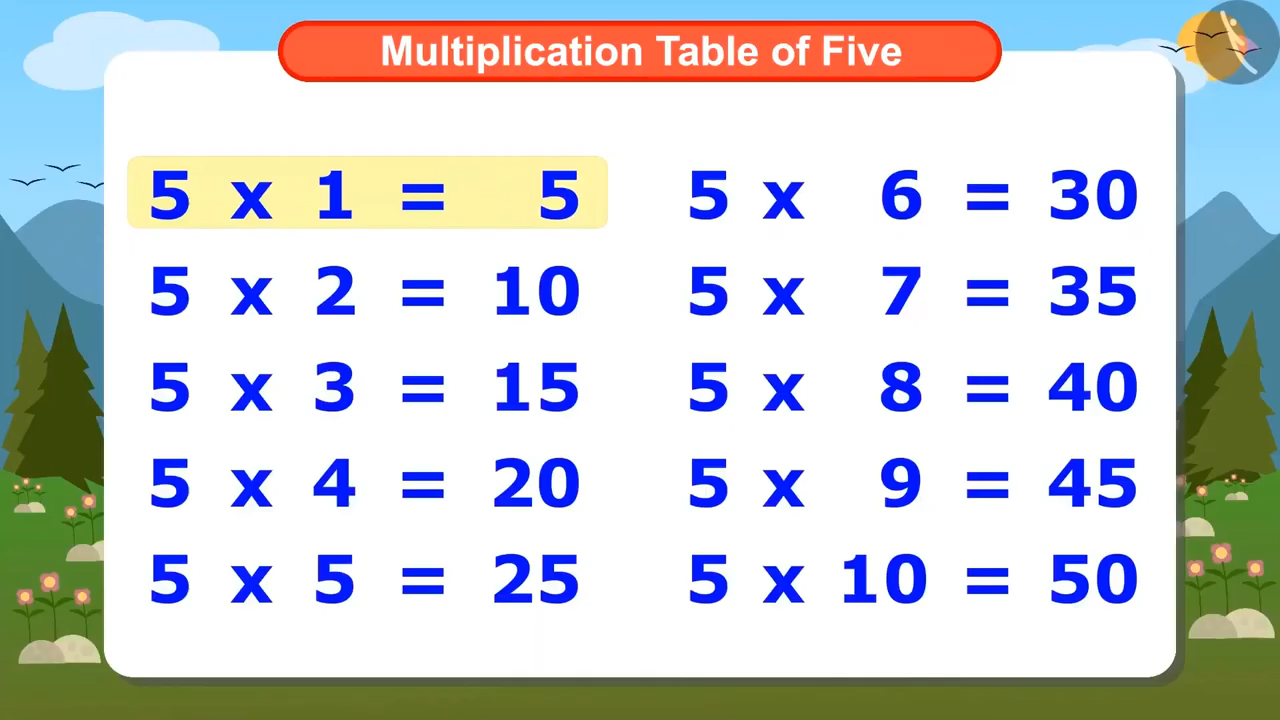 Multiplication Table of Five
5 x 1 = 5
5 x 2 = 10
5 x 3 = 15
5 x 4 = 20
5 x 5 = 25
5 x 6 = 30
5 x 7 = 35
5 x 8 = 40
5 x 9 = 45
5 x 10 = 50